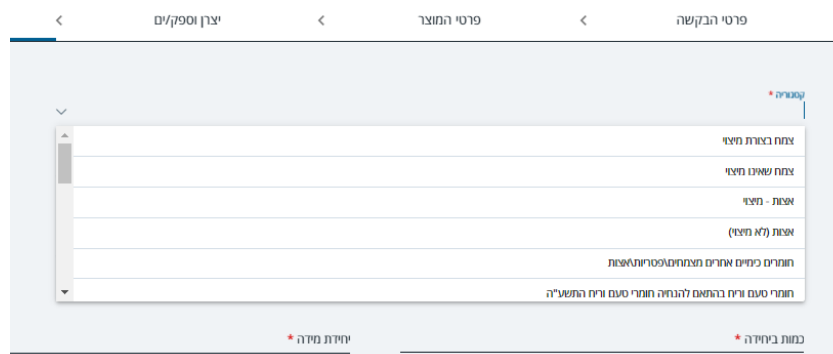 פרטי הבקשה
פרטי המוצר
יצרן וספק/ים
קטגוריה *
צמח בצורת מיצוי
צמח שאינו מיצוי
אצות - מיצוי
אצות (לא מיצוי)
חומרים כימיים אחרים מצמחים\פטריות\אצות
חומרי טעם וריח בהתאם להנחיה חומרי טעם וריח התשע"ה
כמות ביחידה *
יחידת מידה *